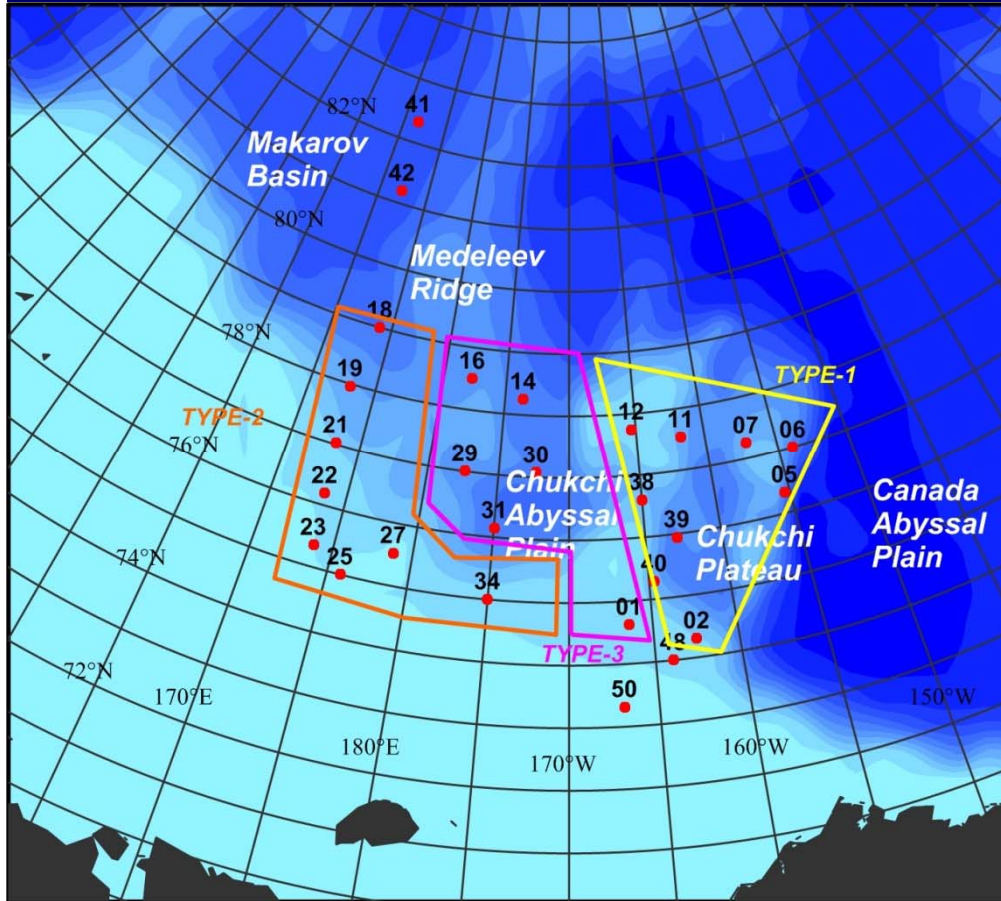 82°N
41
Makarov
Basin
42
80°N
Medeleev
Ridge
18
78°N
16
14
TYPE-1
19
12
11
07
06
TYPE-2
21
76°N
29
30
Chukchi
Abyssal
Plain
22
38
05
Canada
Abyssal
Plain
31
39
Chukchi
Plateau
23
27
74°N
25
40
34
01
02
TYPE-3
48
72°N
170°E
50
150°W
180°E
170°W
160°W